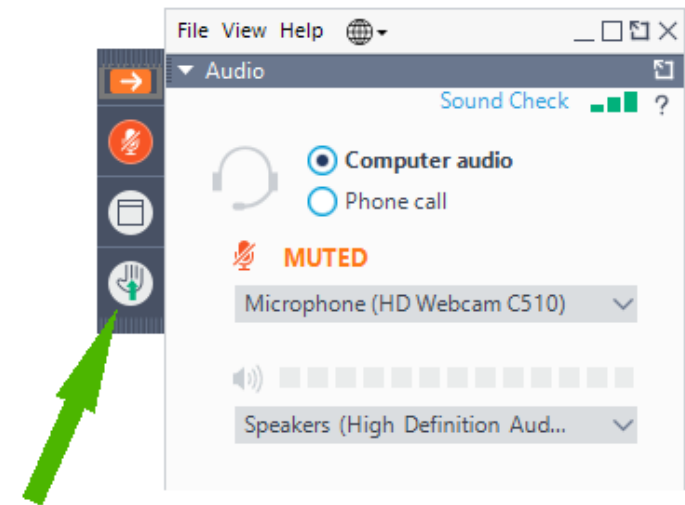 File View Help
Audio
Sound Check ?
Computer audio
Phone call
MUTED
Microphone (HD Webcam C510)
Speakers (High Definition Aud...